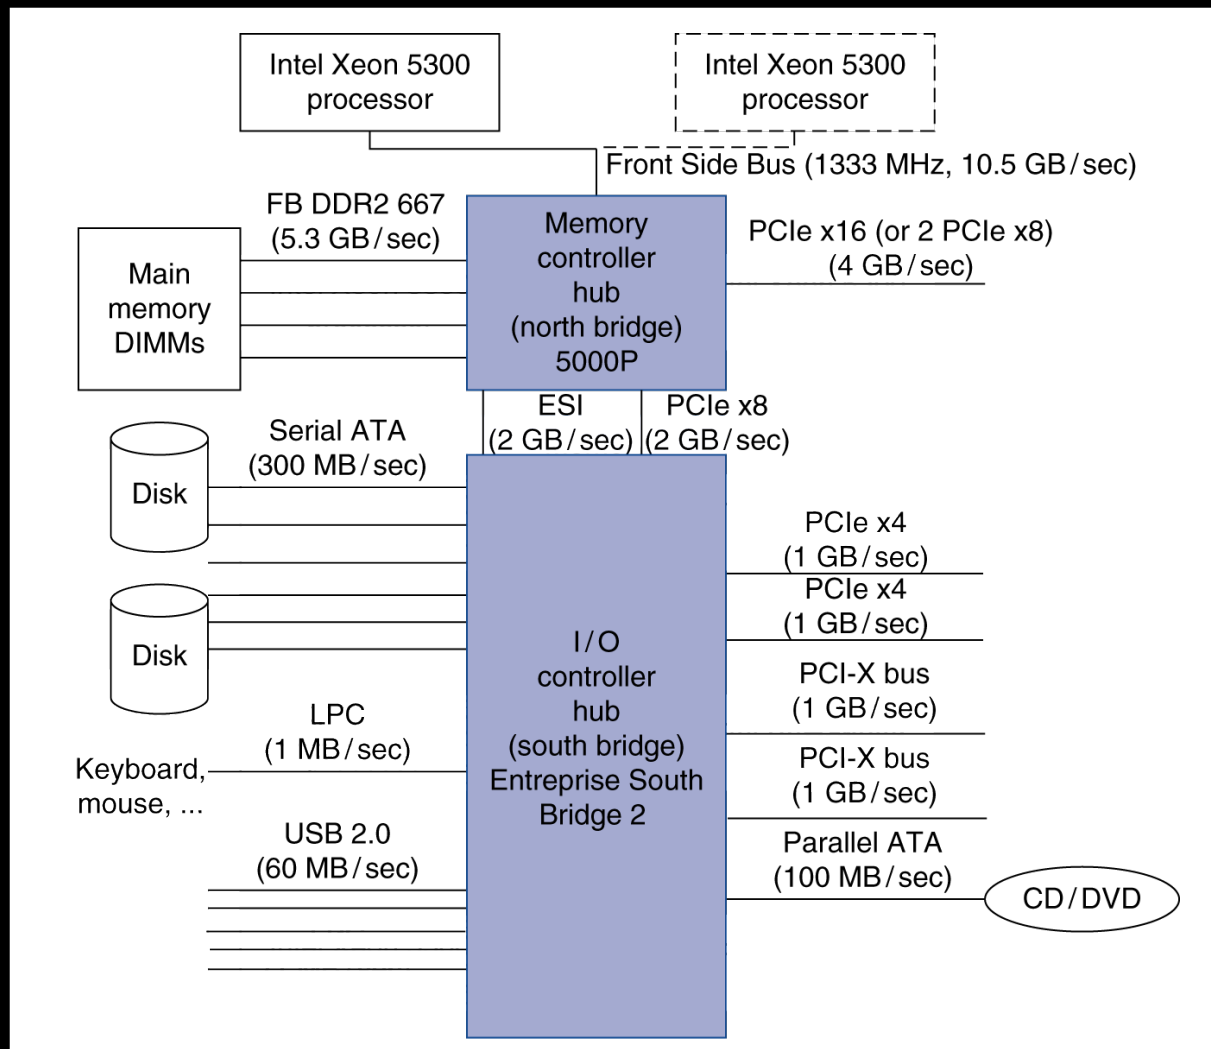 Intel Xeon 5300
processor
Intel Xeon 5300
processor
Front Side Bus (1333 MHz, 10.5 GB/sec)
FB DDR2 667
(5.3 GB/sec)
Main
memory
DIMMs
Memory
controller
hub
(north bridge)
5000P
PCIe x16 (or 2 PCIe x8)
(4 GB/sec)
ESI
(2 GB/sec)
PCIe x8
(2 GB/sec)
Serial ATA
(300 MB/sec)
Disk
Disk
LPC
(1 MB/sec)
Keyboard,
mouse, ...
USB 2.0
(60 MB/sec)
I/O
controller
hub
(south bridge)
Entreprise South
Bridge 2
PCIe x4
(1 GB/sec)
PCIe x4
(1 GB/sec)
PCI-X bus
(1 GB/sec)
PCI-X bus
(1 GB/sec)
Parallel ATA
(100 MB/sec)
CD/DVD